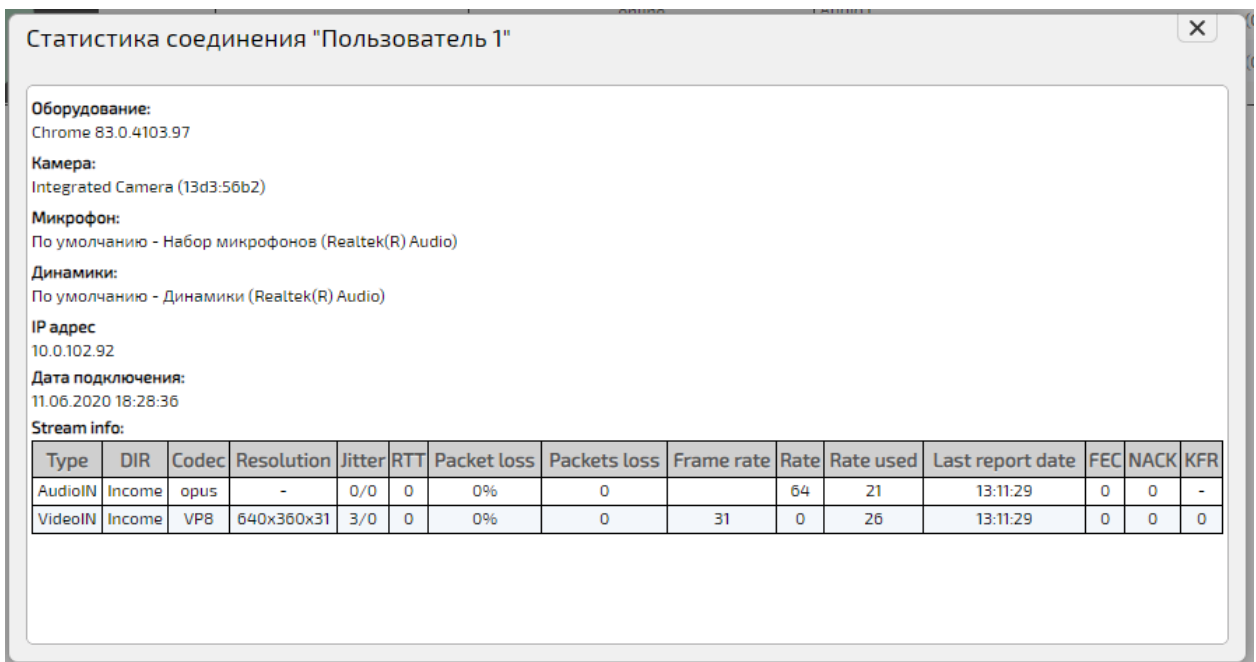 Статистика соединения "Пользователь 1"
Оборудование:
Chrome 83.0.4103.97
Камера:
Integrated Camera (13d3:56b2)
Микрофон:
По умолчанию - Набор микрофонов (Realtek(R) Audio)
Динамики:
По умолчанию - Динамики (Realtek(R) Audio)
IP адрес
10.0.102.92
Дата подключения:
11.06.2020 18:28:36
Stream info:
Type DIR Codec Resolution Jitter RTT Packet loss Packets loss Frame rate Rate Rate used Last report date FEC NACK KFR
AudioIN Income opus - 0/0 0 0% 0 64 21 13:11:29 0 0 -
VideoIN Income VP8 640x360x31 3/0 0 0% 0 31 0 26 13:11:29 0 0 0